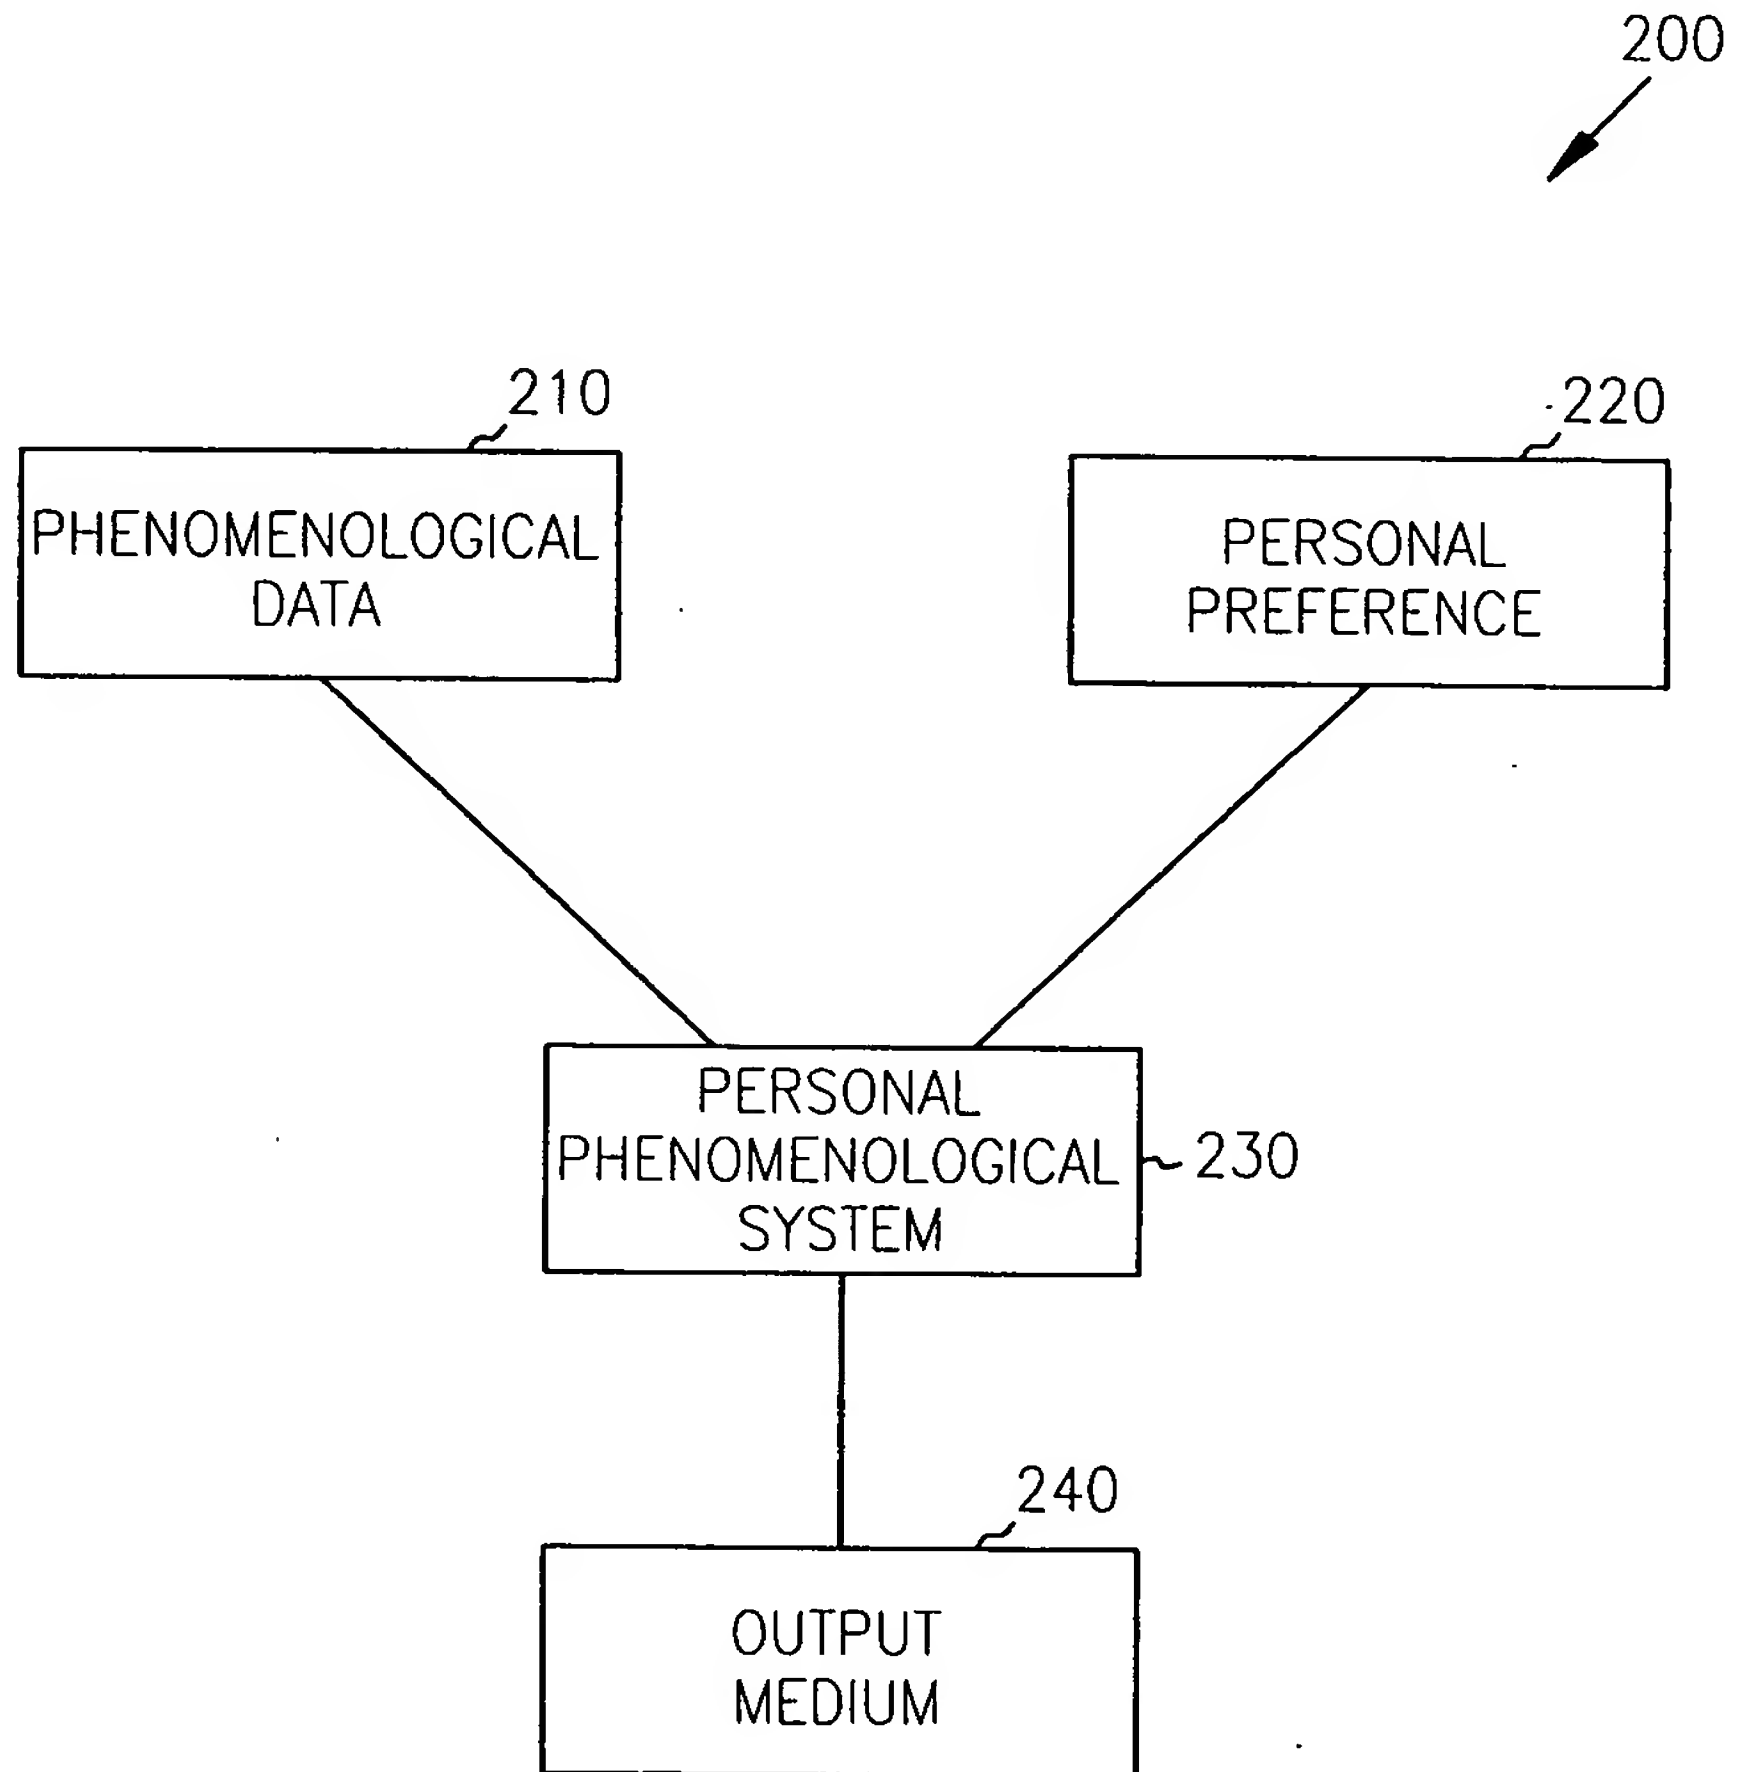 200
210
PHENOMENOLOGICAL
DATA
220
PERSONAL
PREFERENCE
PERSONAL
PHENOMENOLOGICAL
SYSTEM
230
240
OUTPUT
MEDIUM